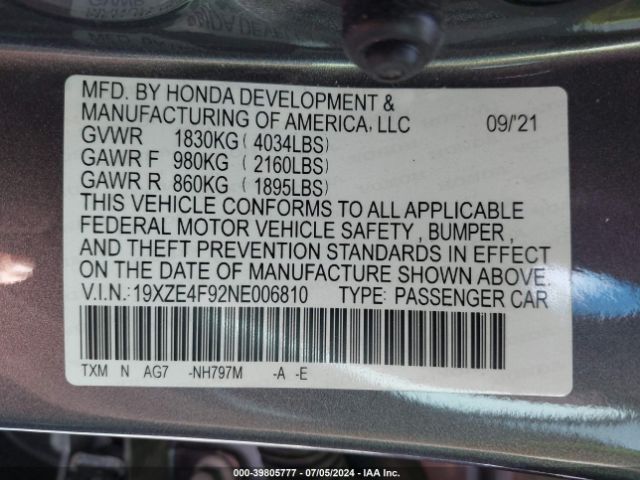 MFD. BY HONDA DEVELOPMENT &
MANUFACTURING OF AMERICA, LLC 09/'21
GVWR 1830KG ( 4034LBS)
GAWR F 980KG ( 2160LBS)
GAWR R 860KG ( 1895LBS)
THIS VEHICLE CONFORMS TO ALL APPLICABLE
FEDERAL MOTOR VEHICLE SAFETY , BUMPER ,
AND THEFT PREVENTION STANDARDS IN EFFECT
ON THE DATE OF MANUFACTURE SHOWN ABOVE.
V.I.N.:19XZE4F92NE006810 TYPE: PASSENGER CAR
TXM N AG7 -NH797M -A -E
000-39805777 - 07/05/2024 - IAA Inc.